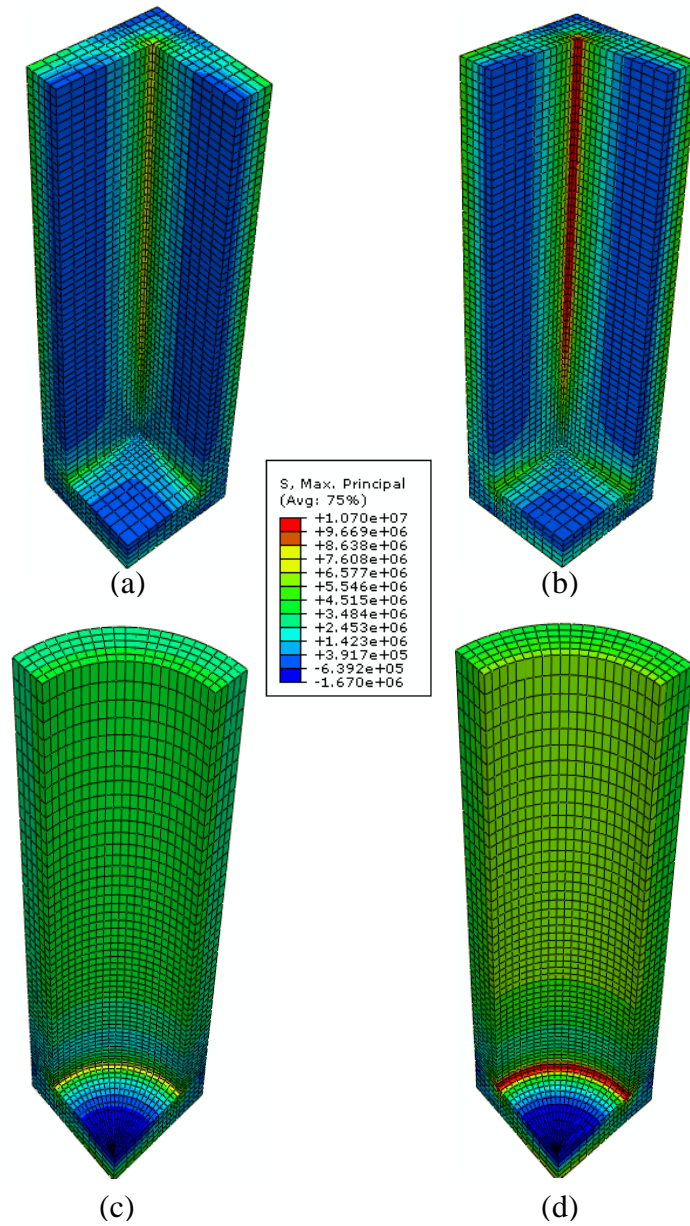 S, Max. Principal
(Avg: 75%)
+1.070e+07
+9.669e+06
+8.638e+06
+7.608e+06
+6.577e+06
+5.546e+06
+4.515e+06
+3.484e+06
+2.453e+06
+1.423e+06
+3.917e+05
-6.392e+05
-1.670e+06
(a) (b)
(c) (d)